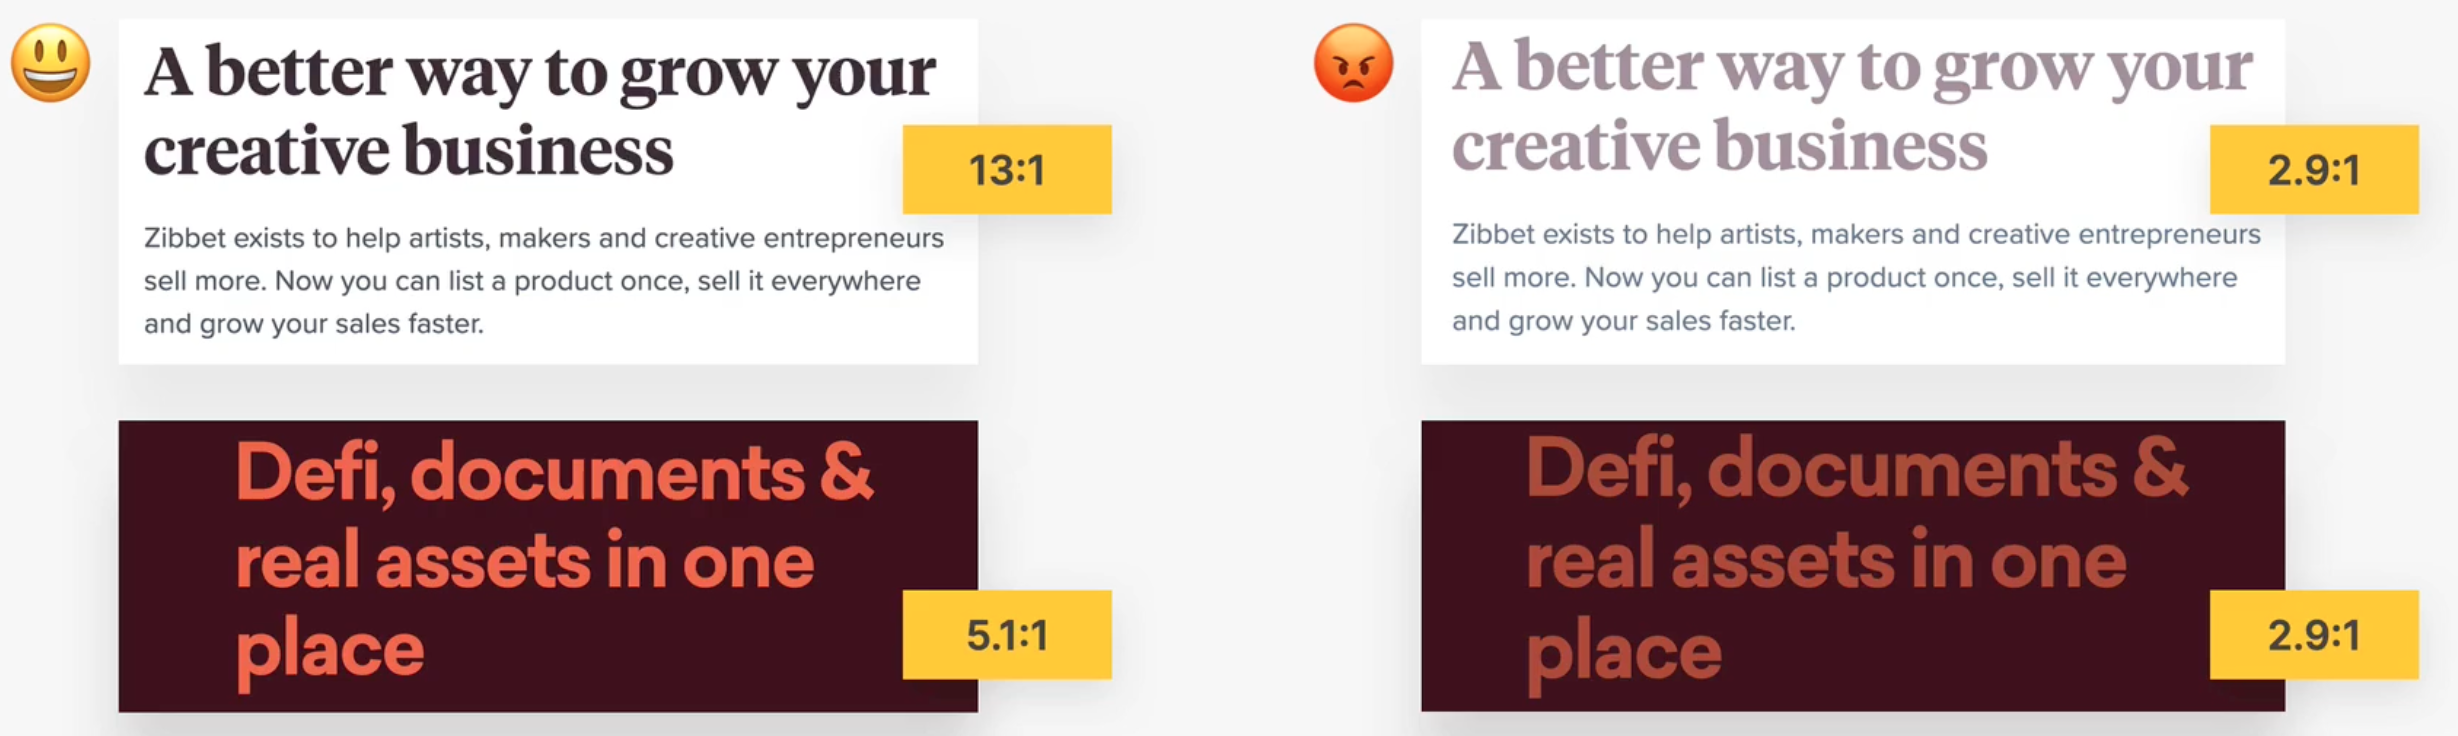 A better way to grow your
creative business
13:1
Zibbet exists to help artists, makers and creative entrepreneurs
sell more. Now you can list a product once, sell it everywhere
and grow your sales faster.
Defi, documents &
real assets in one
place
5.1:1
A better way to grow your
creative business
2.9:1
Zibbet exists to help artists, makers and creative entrepreneurs
sell more. Now you can list a product once, sell it everywhere
and grow your sales faster.
Defi, documents &
real assets in one
place
2.9:1